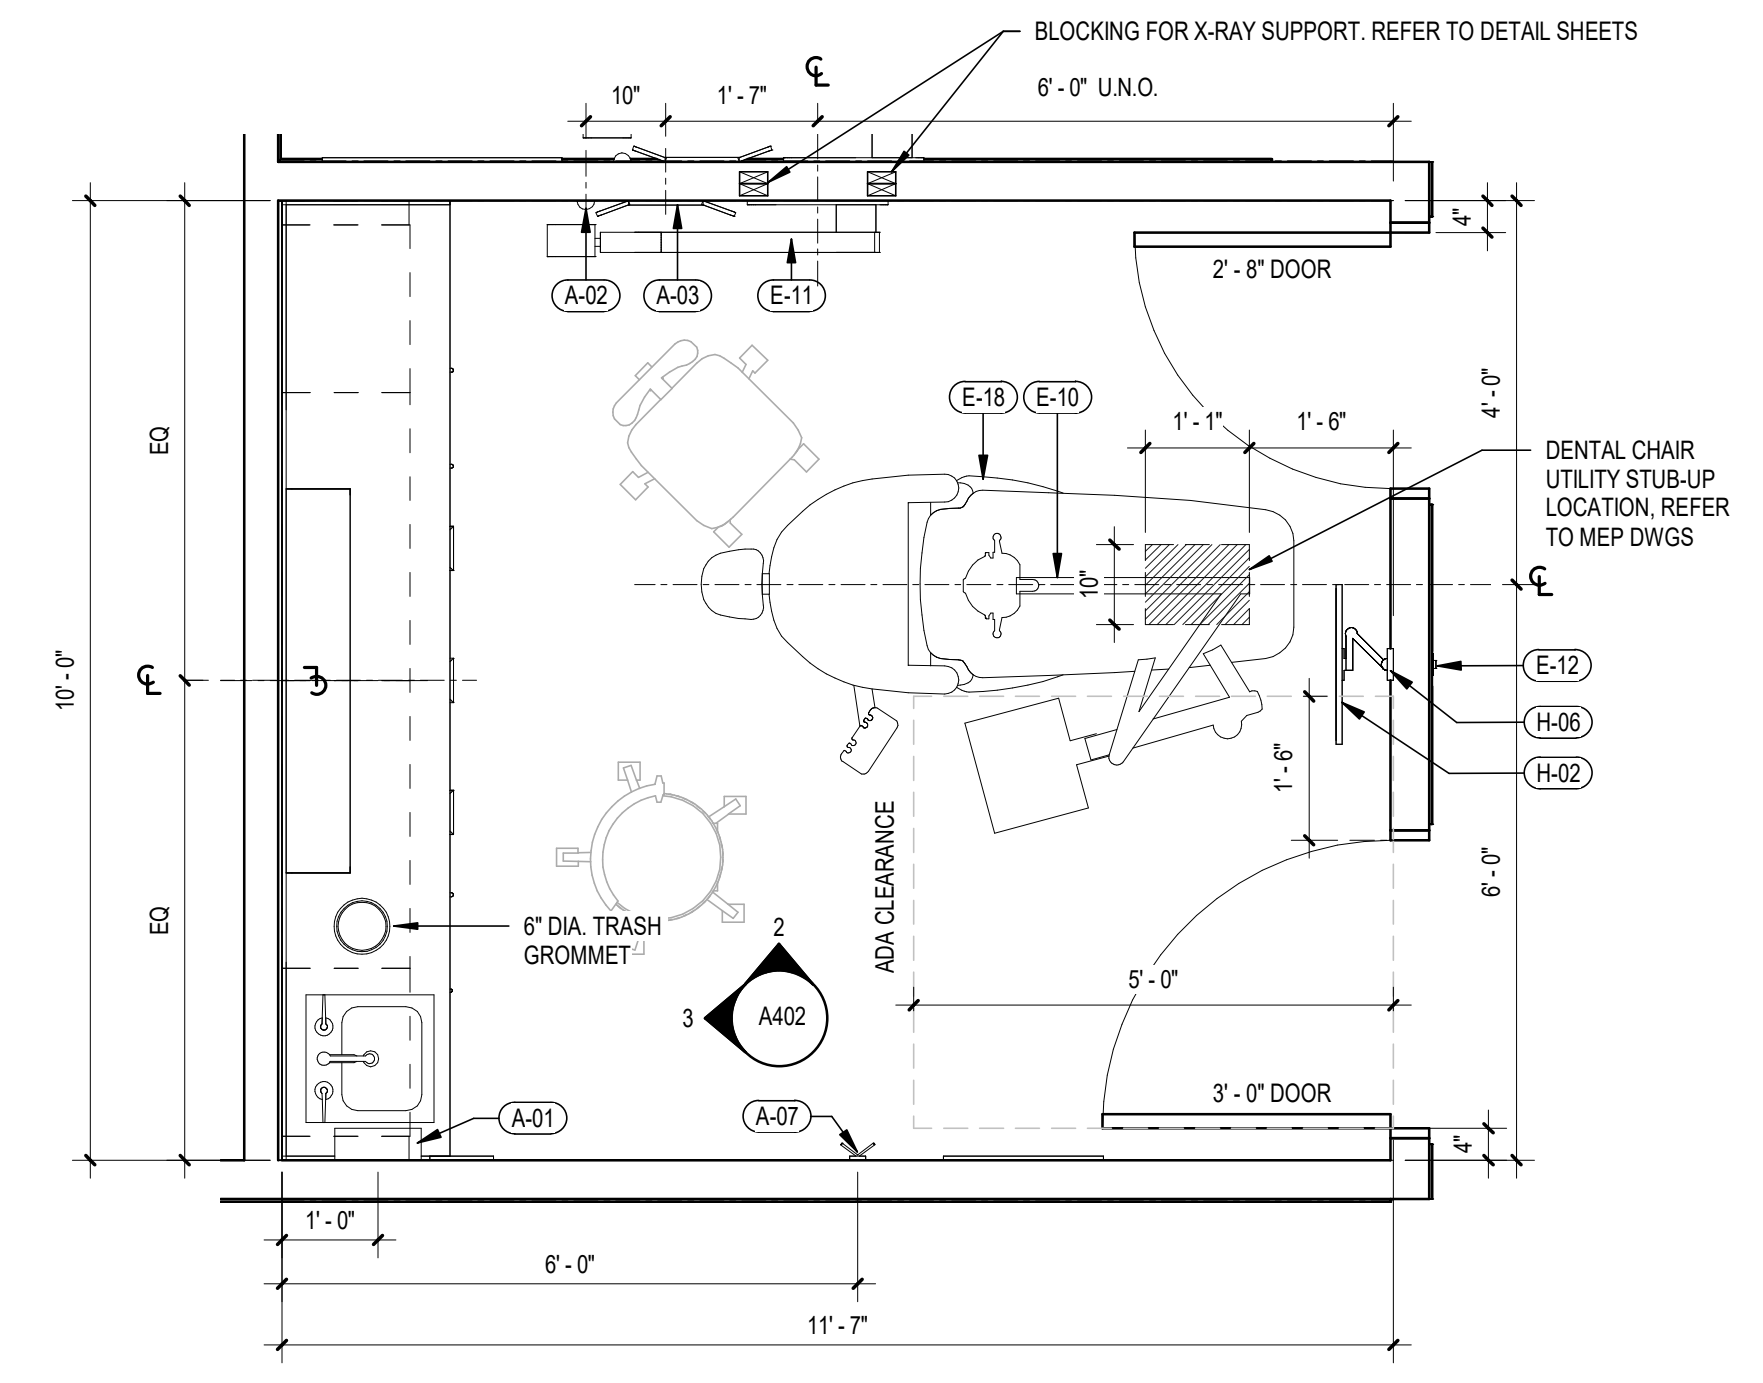 BLOCKING FOR X-RAY SUPPORT. REFER TO DETAIL SHEETS
℄
6' - 0" U.N.O.
10"
1' - 7"
4"
2' - 8" DOOR
A-02
A-03
E-11
E-18
E-10
1' - 1"
1' - 6"
4' - 0"
EQ
DENTAL CHAIR
UTILITY STUB-UP
LOCATION, REFER
TO MEP DWGS
10"
℄
10' - 0"
℄
E-12
H-06
H-02
1' - 6"
ADA CLEARANCE
6' - 0"
EQ
6" DIA. TRASH
GROMMET
2
3
A402
5' - 0"
3' - 0" DOOR
A-01
A-07
4"
1' - 0"
6' - 0"
11' - 7"